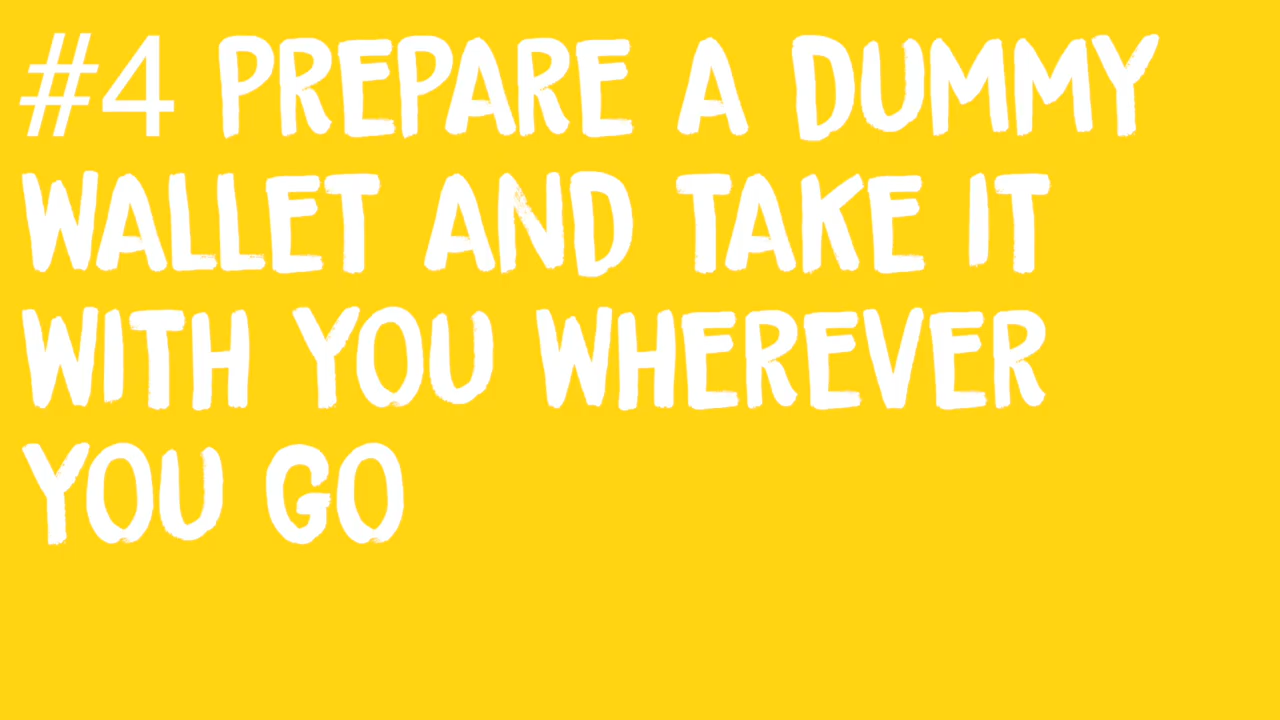 #4 PREPARE A DUMMY
WALLET AND TAKE IT
WITH YOU WHEREVER
YOU GO